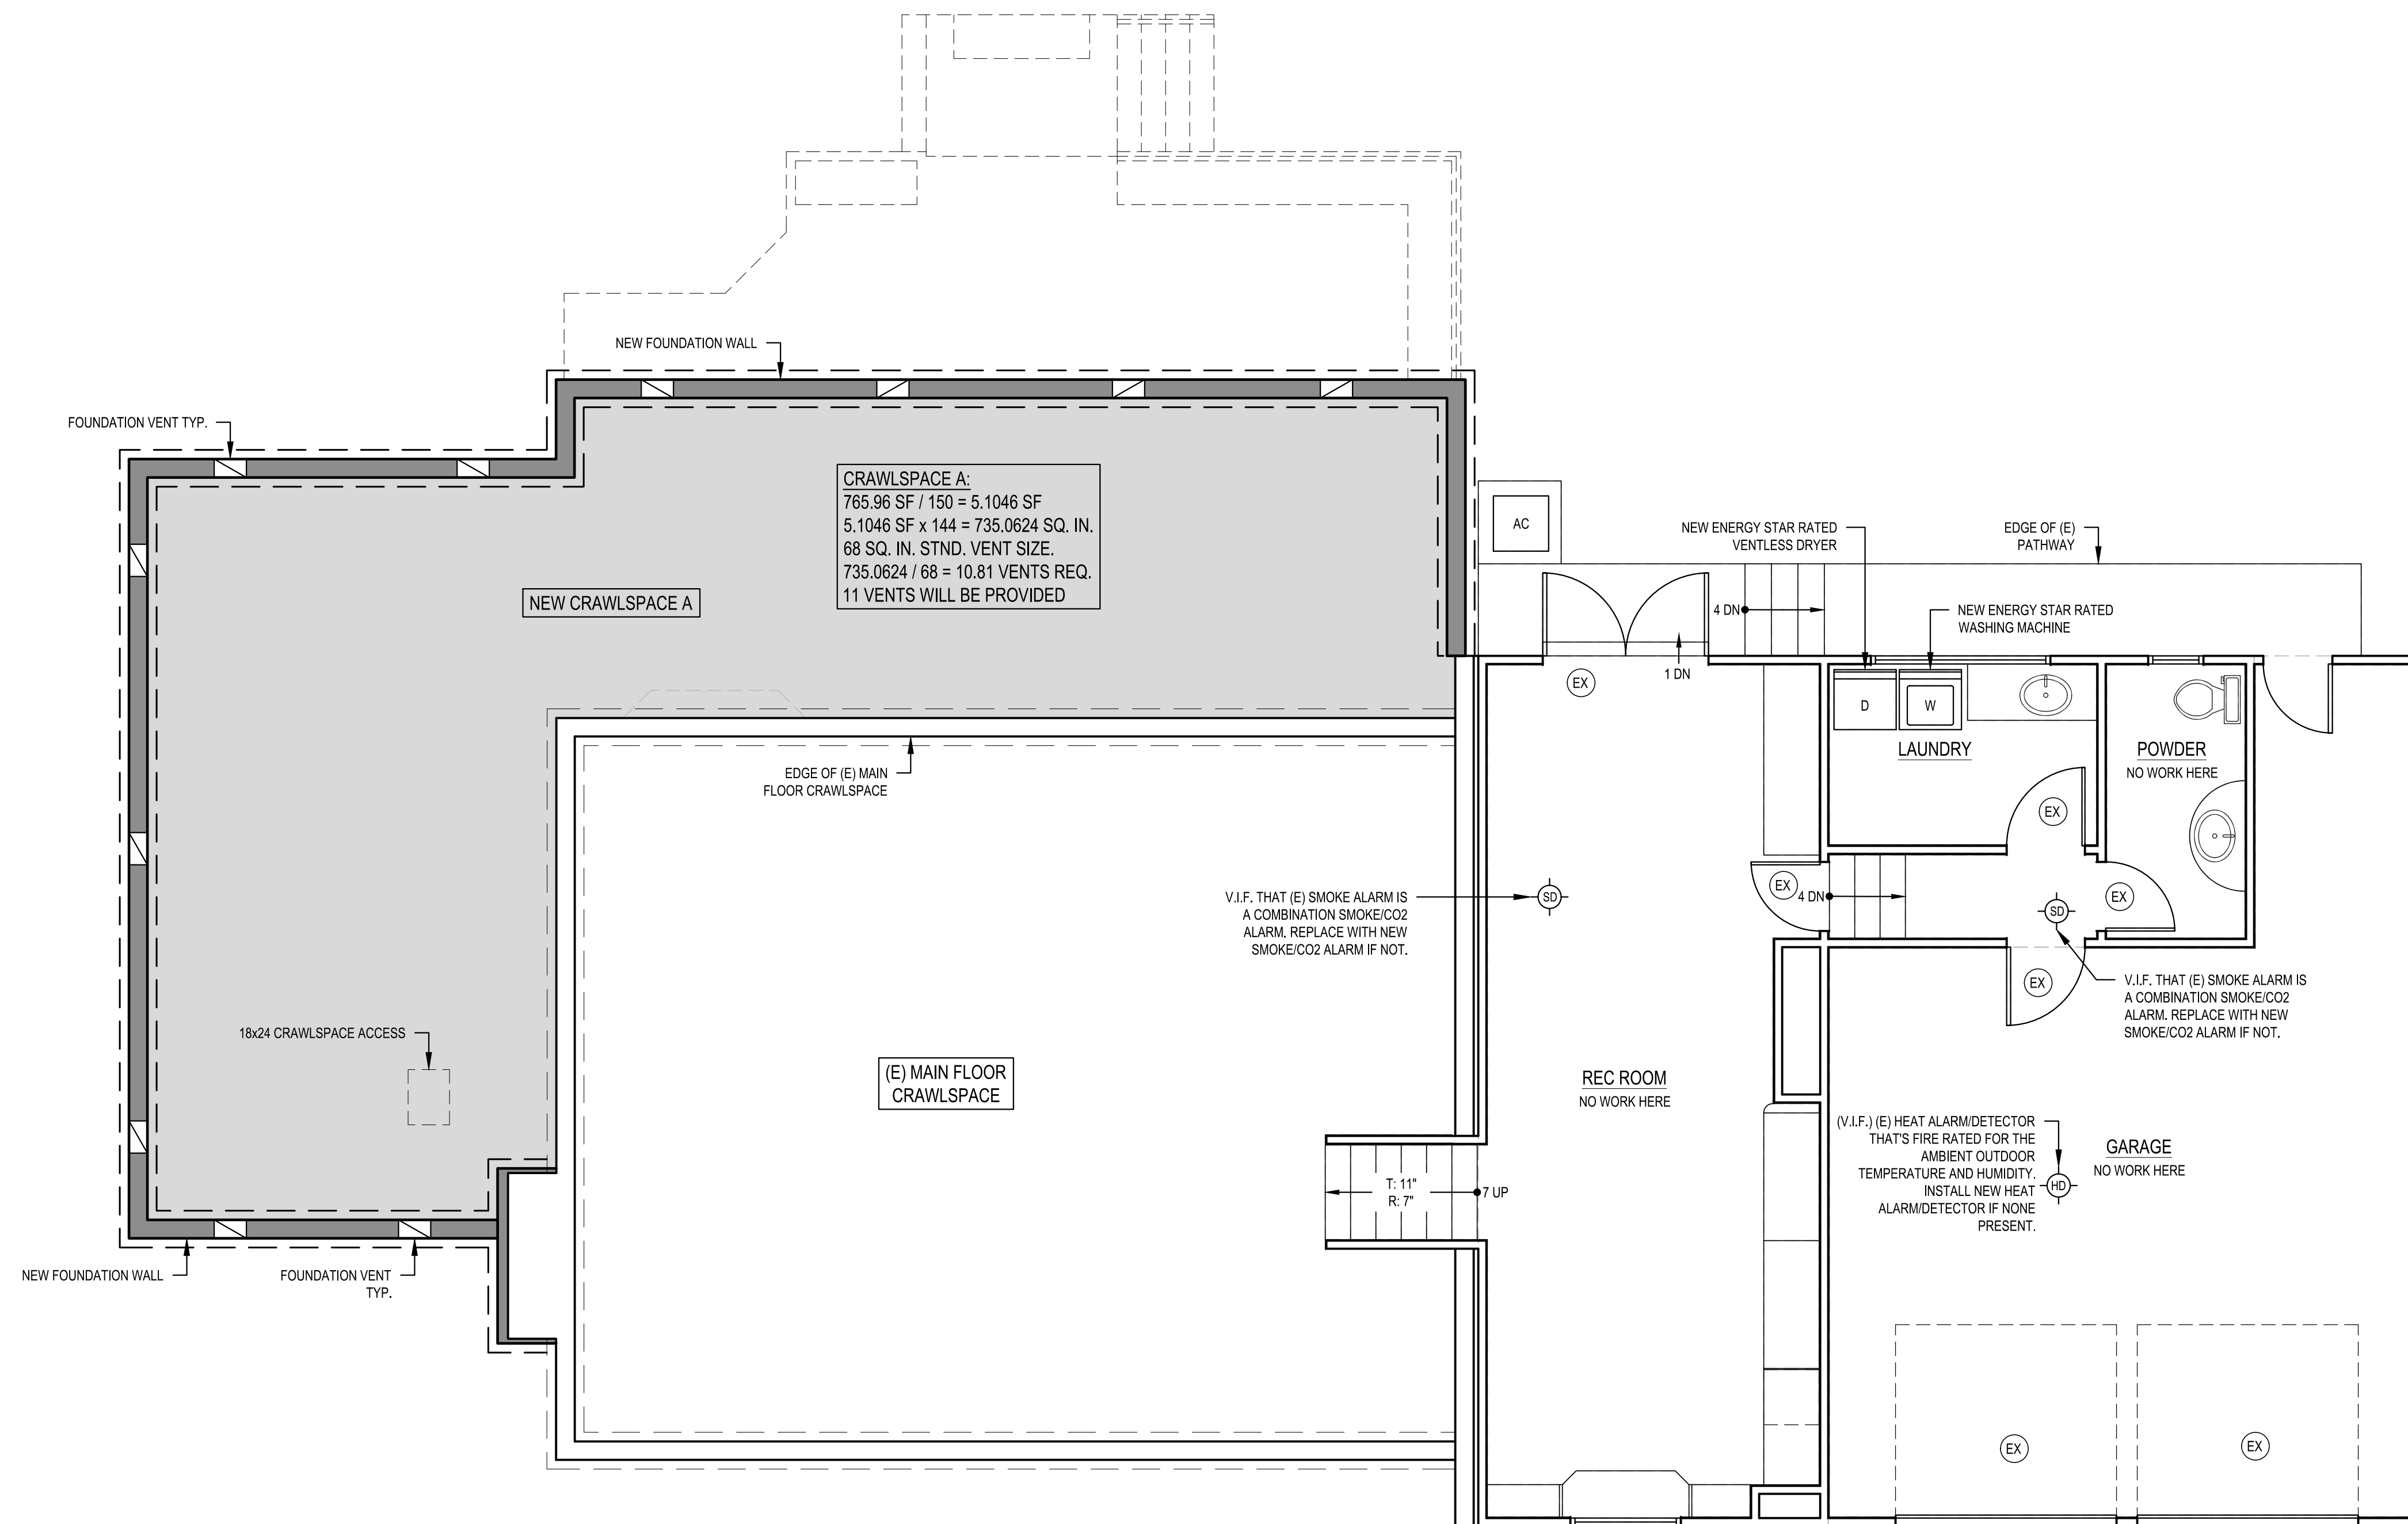 NEW FOUNDATION WALL
FOUNDATION VENT TYP.
CRAWLSPACE A:
765.96 SF / 150 = 5.1046 SF
5.1046 SF x 144 = 735.0624 SQ. IN.
68 SQ. IN. STND. VENT SIZE.
735.0624 / 68 = 10.81 VENTS REQ.
11 VENTS WILL BE PROVIDED
NEW CRAWLSPACE A
AC
NEW ENERGY STAR RATED
VENTLESS DRYER
EDGE OF (E)
PATHWAY
4 DN
NEW ENERGY STAR RATED
WASHING MACHINE
1 DN
EX
D
W
LAUNDRY
POWDER
NO WORK HERE
EDGE OF (E) MAIN
FLOOR CRAWLSPACE
EX
V.I.F. THAT (E) SMOKE ALARM IS
A COMBINATION SMOKE/CO2
ALARM. REPLACE WITH NEW
SMOKE/CO2 ALARM IF NOT.
SD
EX
4 DN
EX
SD
EX
V.I.F. THAT (E) SMOKE ALARM IS
A COMBINATION SMOKE/CO2
ALARM. REPLACE WITH NEW
SMOKE/CO2 ALARM IF NOT.
18x24 CRAWLSPACE ACCESS
(E) MAIN FLOOR
CRAWLSPACE
REC ROOM
NO WORK HERE
(V.I.F.) (E) HEAT ALARM/DETECTOR
THAT'S FIRE RATED FOR THE
AMBIENT OUTDOOR
TEMPERATURE AND HUMIDITY.
INSTALL NEW HEAT
ALARM/DETECTOR IF NONE
PRESENT.
HD
GARAGE
NO WORK HERE
T: 11"
R: 7"
7 UP
NEW FOUNDATION WALL
FOUNDATION VENT
TYP.
EX
EX